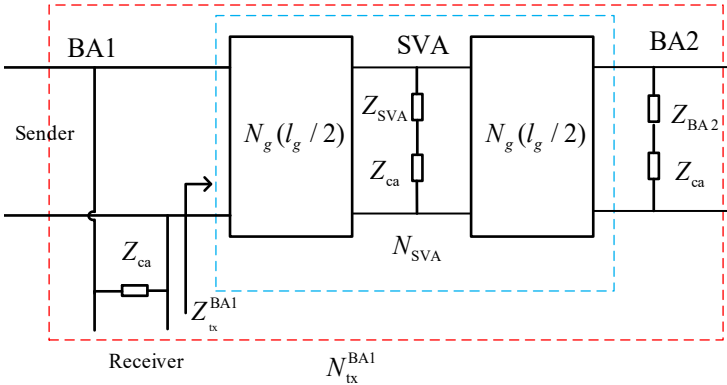 BA1 SVA BA2
Z_SVA
Z_BA2
Sender
N_g(l_g/2)
N_g(l_g/2)
Z_ca
Z_ca
Z_ca
N_SVA
Z_tx^BA1
Receiver
N_tx^BA1